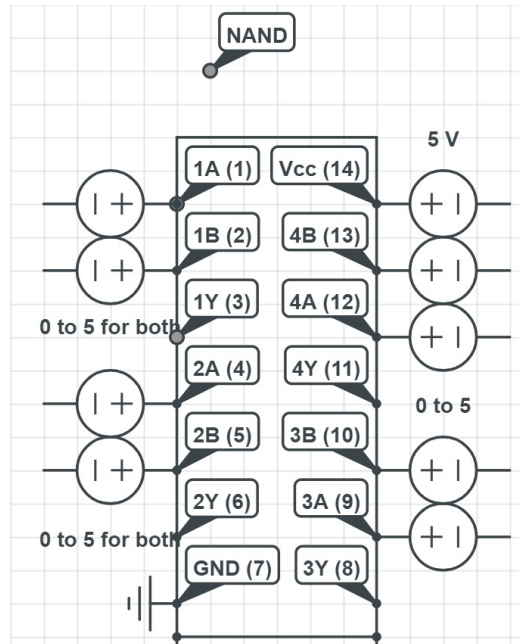 NAND
5 V
1A (1)
Vcc (14)
1B (2)
4B (13)
1Y (3)
4A (12)
0 to 5 for both
2A (4)
4Y (11)
0 to 5
2B (5)
3B (10)
2Y (6)
3A (9)
0 to 5 for both
GND (7)
3Y (8)